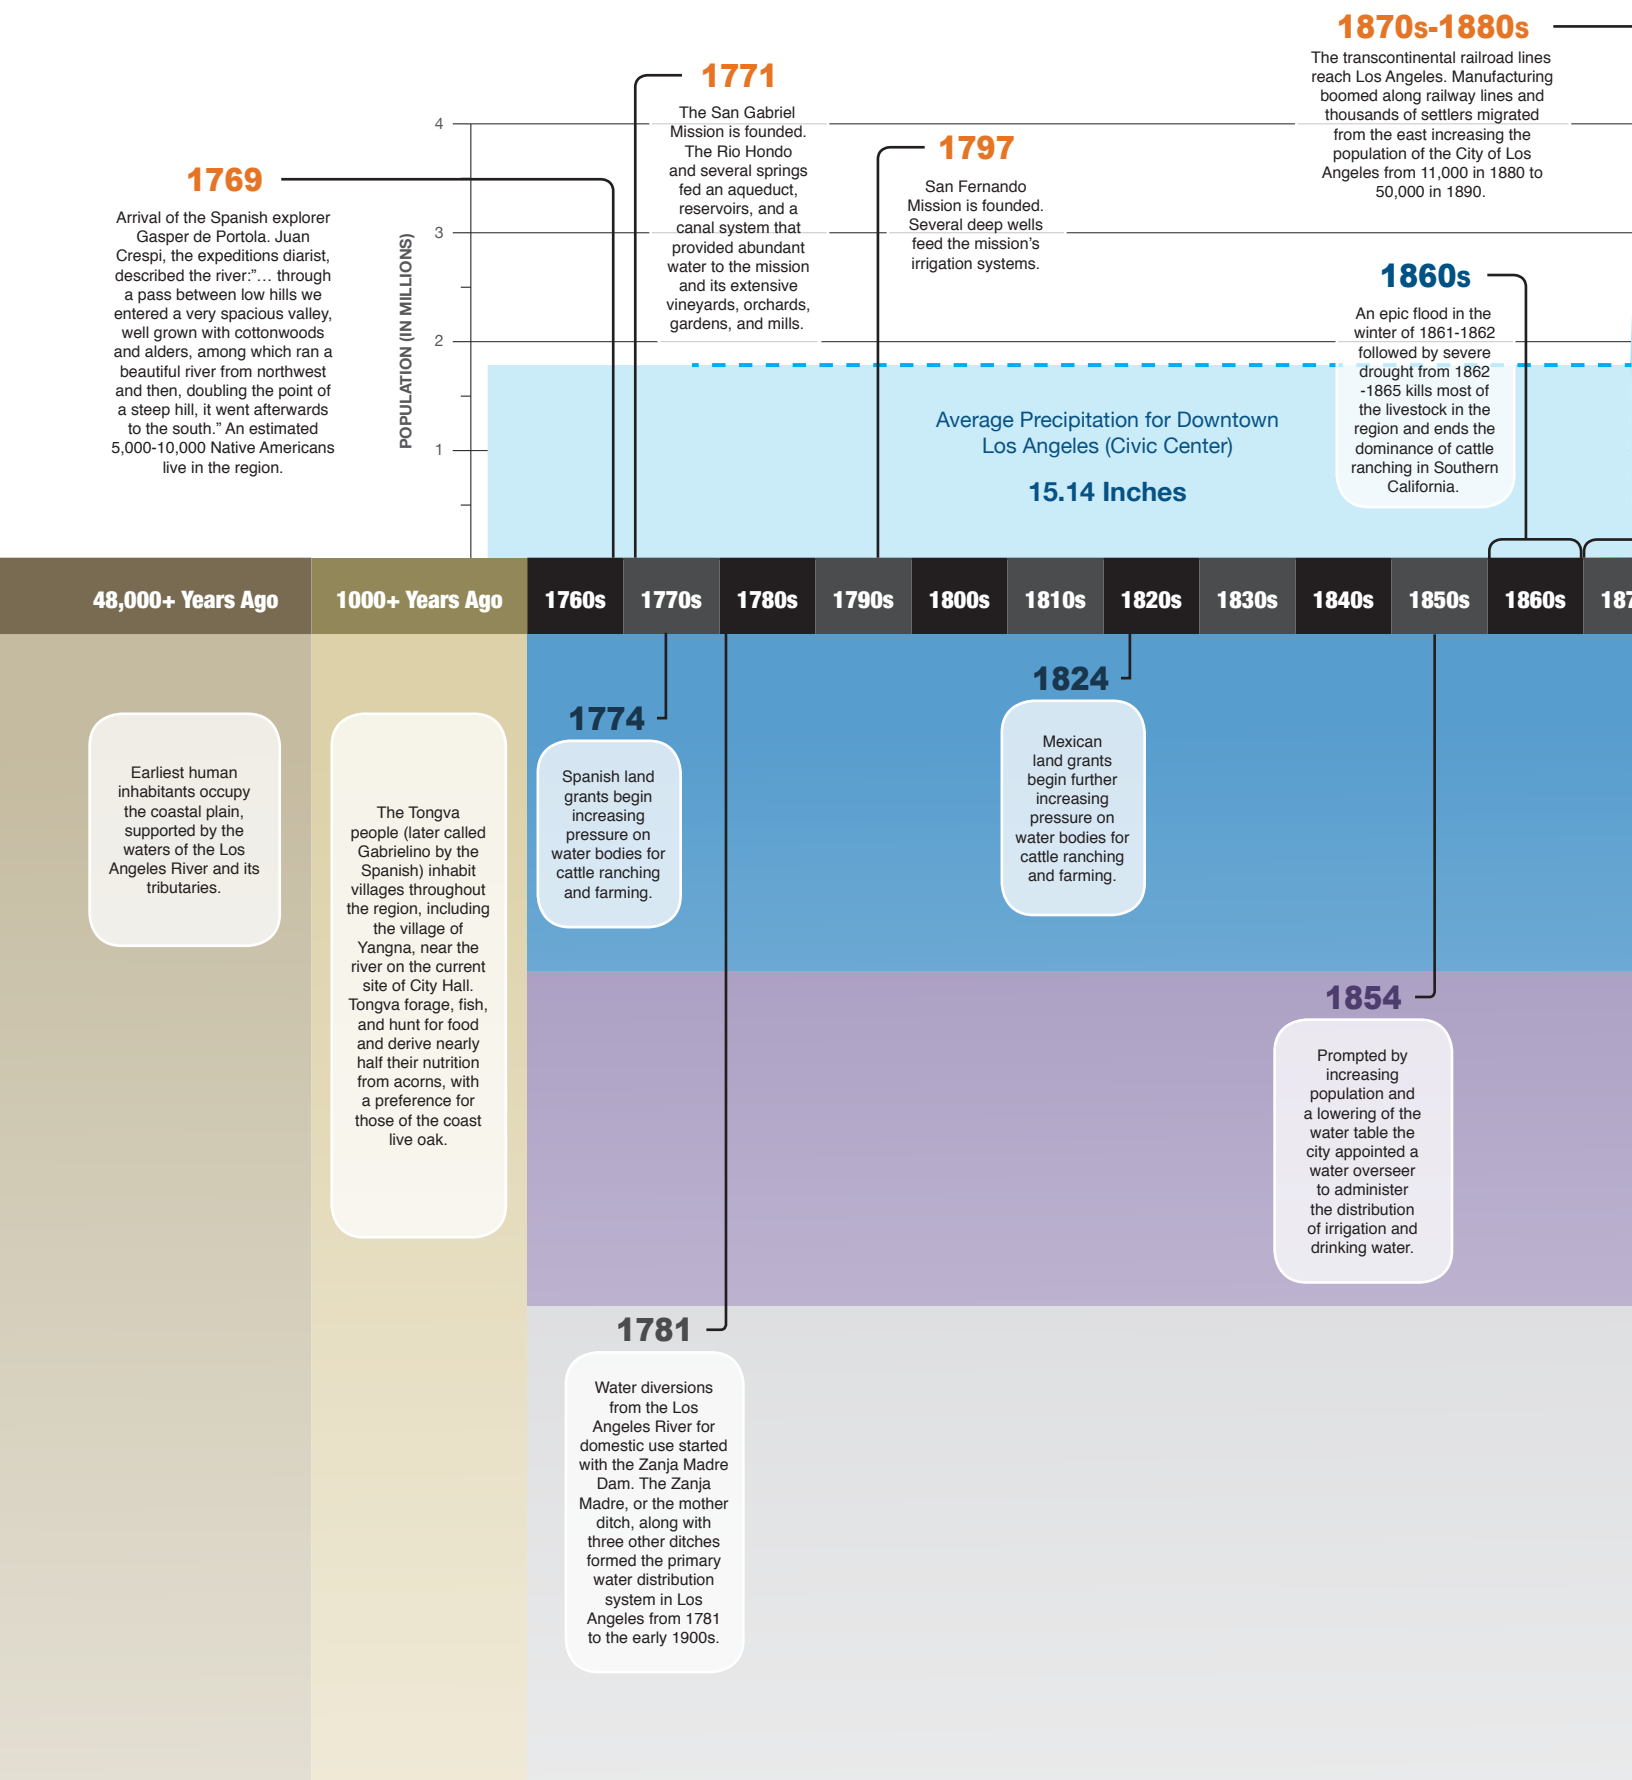 1870s-1880s
The transcontinental railroad lines
reach Los Angeles. Manufacturing
boomed along railway lines and
thousands of settlers migrated
from the east increasing the
population of the City of Los
Angeles from 11,000 in 1880 to
50,000 in 1890.
1771
The San Gabriel
Mission is founded.
The Rio Hondo
and several springs
fed an aqueduct,
reservoirs, and a
canal system that
provided abundant
water to the mission
and its extensive
vineyards, orchards,
gardens, and mills.
1797
San Fernando
Mission is founded.
Several deep wells
feed the mission's
irrigation systems.
1769
Arrival of the Spanish explorer
Gasper de Portola. Juan
Crespi, the expeditions diarist,
described the river:”… through
a pass between low hills we
entered a very spacious valley,
well grown with cottonwoods
and alders, among which ran a
beautiful river from northwest
and then, doubling the point of
a steep hill, it went afterwards
to the south.” An estimated
5,000-10,000 Native Americans
live in the region.
POPULATION (IN MILLIONS)
4
3
2
1
1860s
An epic flood in the
winter of 1861-1862
followed by severe
drought from 1862
-1865 kills most of
the livestock in the
region and ends the
dominance of cattle
ranching in Southern
California.
Average Precipitation for Downtown
Los Angeles (Civic Center)
15.14 Inches
48,000+ Years Ago
1000+ Years Ago
1760s
1770s
1780s
1790s
1800s
1810s
1820s
1830s
1840s
1850s
1860s
187
Earliest human
inhabitants occupy
the coastal plain,
supported by the
waters of the Los
Angeles River and its
tributaries.
The Tongva
people (later called
Gabrielino by the
Spanish) inhabit
villages throughout
the region, including
the village of
Yangna, near the
river on the current
site of City Hall.
Tongva forage, fish,
and hunt for food
and derive nearly
half their nutrition
from acorns, with
a preference for
those of the coast
live oak.
1774
Spanish land
grants begin
increasing
pressure on
water bodies for
cattle ranching
and farming.
1824
Mexican
land grants
begin further
increasing
pressure on
water bodies for
cattle ranching
and farming.
1854
Prompted by
increasing
population and
a lowering of the
water table the
city appointed a
water overseer
to administer
the distribution
of irrigation and
drinking water.
1781
Water diversions
from the Los
Angeles River for
domestic use started
with the Zanja Madre
Dam. The Zanja
Madre, or the mother
ditch, along with
three other ditches
formed the primary
water distribution
system in Los
Angeles from 1781
to the early 1900s.